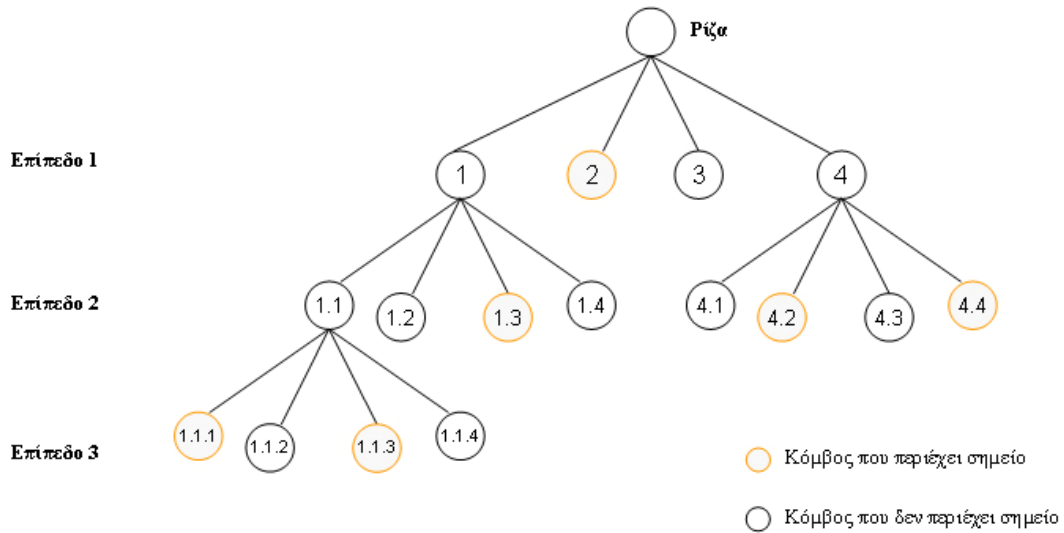 Ρίζα
Επίπεδο 1
1
2
3
4
Επίπεδο 2
1.1
1.2
1.3
1.4
4.1
4.2
4.3
4.4
Επίπεδο 3
1.1.1
1.1.2
1.1.3
1.1.4
Κόμβος που περιέχει σημείο
Κόμβος που δεν περιέχει σημείο